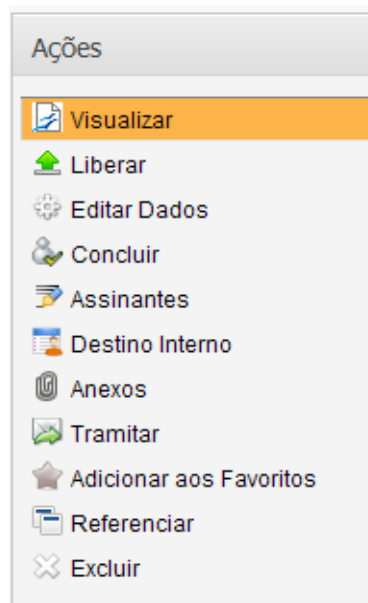 Ações
Visualizar
Liberar
Editar Dados
Concluir
Assinantes
Destino Interno
Anexos
Tramitar
Adicionar aos Favoritos
Referenciar
Excluir